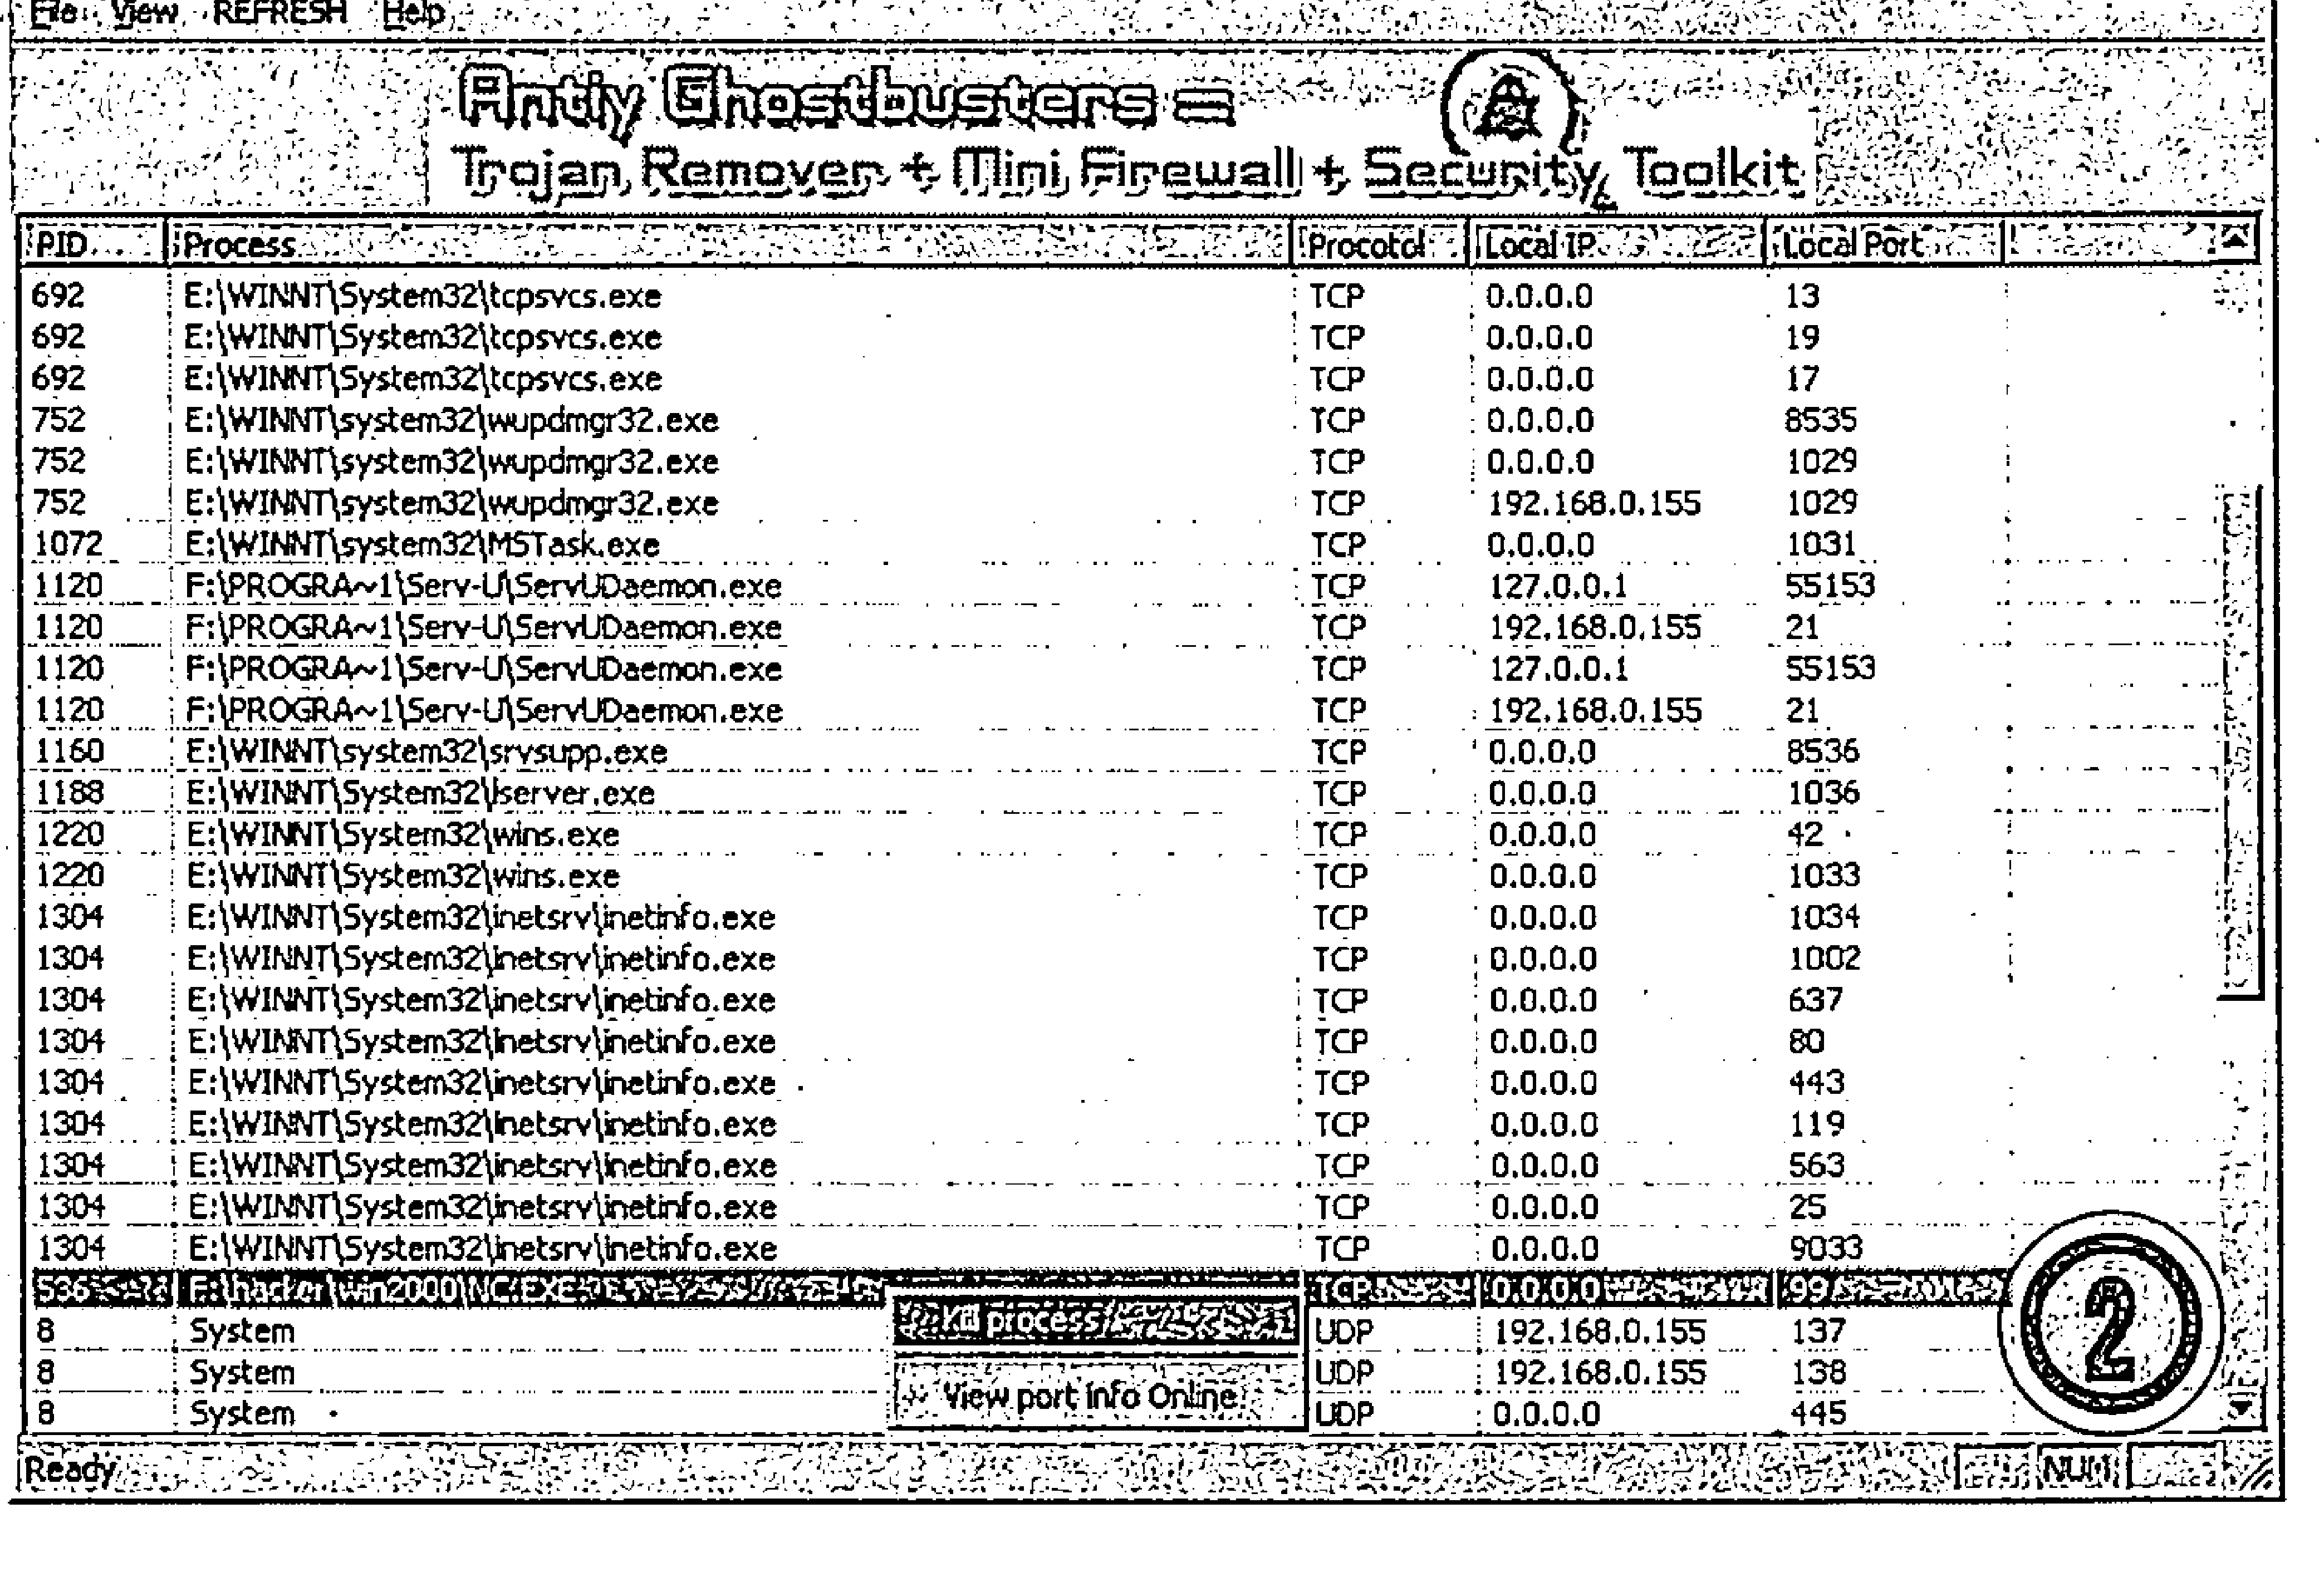 File View REFRESH Help
Antiy Ghostbusters =
Trojan Remover + Mini Firewall + Security Toolkit
PID Process Procotol Local IP Local Port
692 E:\WINNT\System32\tcpsvcs.exe TCP 0.0.0.0 13
692 E:\WINNT\System32\tcpsvcs.exe TCP 0.0.0.0 19
692 E:\WINNT\System32\tcpsvcs.exe TCP 0.0.0.0 17
752 E:\WINNT\system32\wupdmgr32.exe TCP 0.0.0.0 8535
752 E:\WINNT\system32\wupdmgr32.exe TCP 0.0.0.0 1029
752 E:\WINNT\system32\wupdmgr32.exe TCP 192.168.0.155 1029
1072 E:\WINNT\system32\MSTask.exe TCP 0.0.0.0 1031
1120 F:\PROGRA~1\Serv-U\ServUDaemon.exe TCP 127.0.0.1 55153
1120 F:\PROGRA~1\Serv-U\ServUDaemon.exe TCP 192.168.0.155 21
1120 F:\PROGRA~1\Serv-U\ServUDaemon.exe TCP 127.0.0.1 55153
1120 F:\PROGRA~1\Serv-U\ServUDaemon.exe TCP 192.168.0.155 21
1160 E:\WINNT\system32\srvsupp.exe TCP 0.0.0.0 8536
1188 E:\WINNT\System32\lserver.exe TCP 0.0.0.0 1036
1220 E:\WINNT\System32\wins.exe TCP 0.0.0.0 42
1220 E:\WINNT\System32\wins.exe TCP 0.0.0.0 1033
1304 E:\WINNT\System32\inetsrv\inetinfo.exe TCP 0.0.0.0 1034
1304 E:\WINNT\System32\inetsrv\inetinfo.exe TCP 0.0.0.0 1002
1304 E:\WINNT\System32\inetsrv\inetinfo.exe TCP 0.0.0.0 637
1304 E:\WINNT\System32\inetsrv\inetinfo.exe TCP 0.0.0.0 80
1304 E:\WINNT\System32\inetsrv\inetinfo.exe TCP 0.0.0.0 443
1304 E:\WINNT\System32\inetsrv\inetinfo.exe TCP 0.0.0.0 119
1304 E:\WINNT\System32\inetsrv\inetinfo.exe TCP 0.0.0.0 563
1304 E:\WINNT\System32\inetsrv\inetinfo.exe TCP 0.0.0.0 25
1304 E:\WINNT\System32\inetsrv\inetinfo.exe TCP 0.0.0.0 9033
536 F:\hacker\win2000\NC.EXE TCP 0.0.0.0 99
Kill process
8 System UDP 192.168.0.155 137
8 System UDP 192.168.0.155 138
View port info Online
8 System UDP 0.0.0.0 445
2
Ready NUM